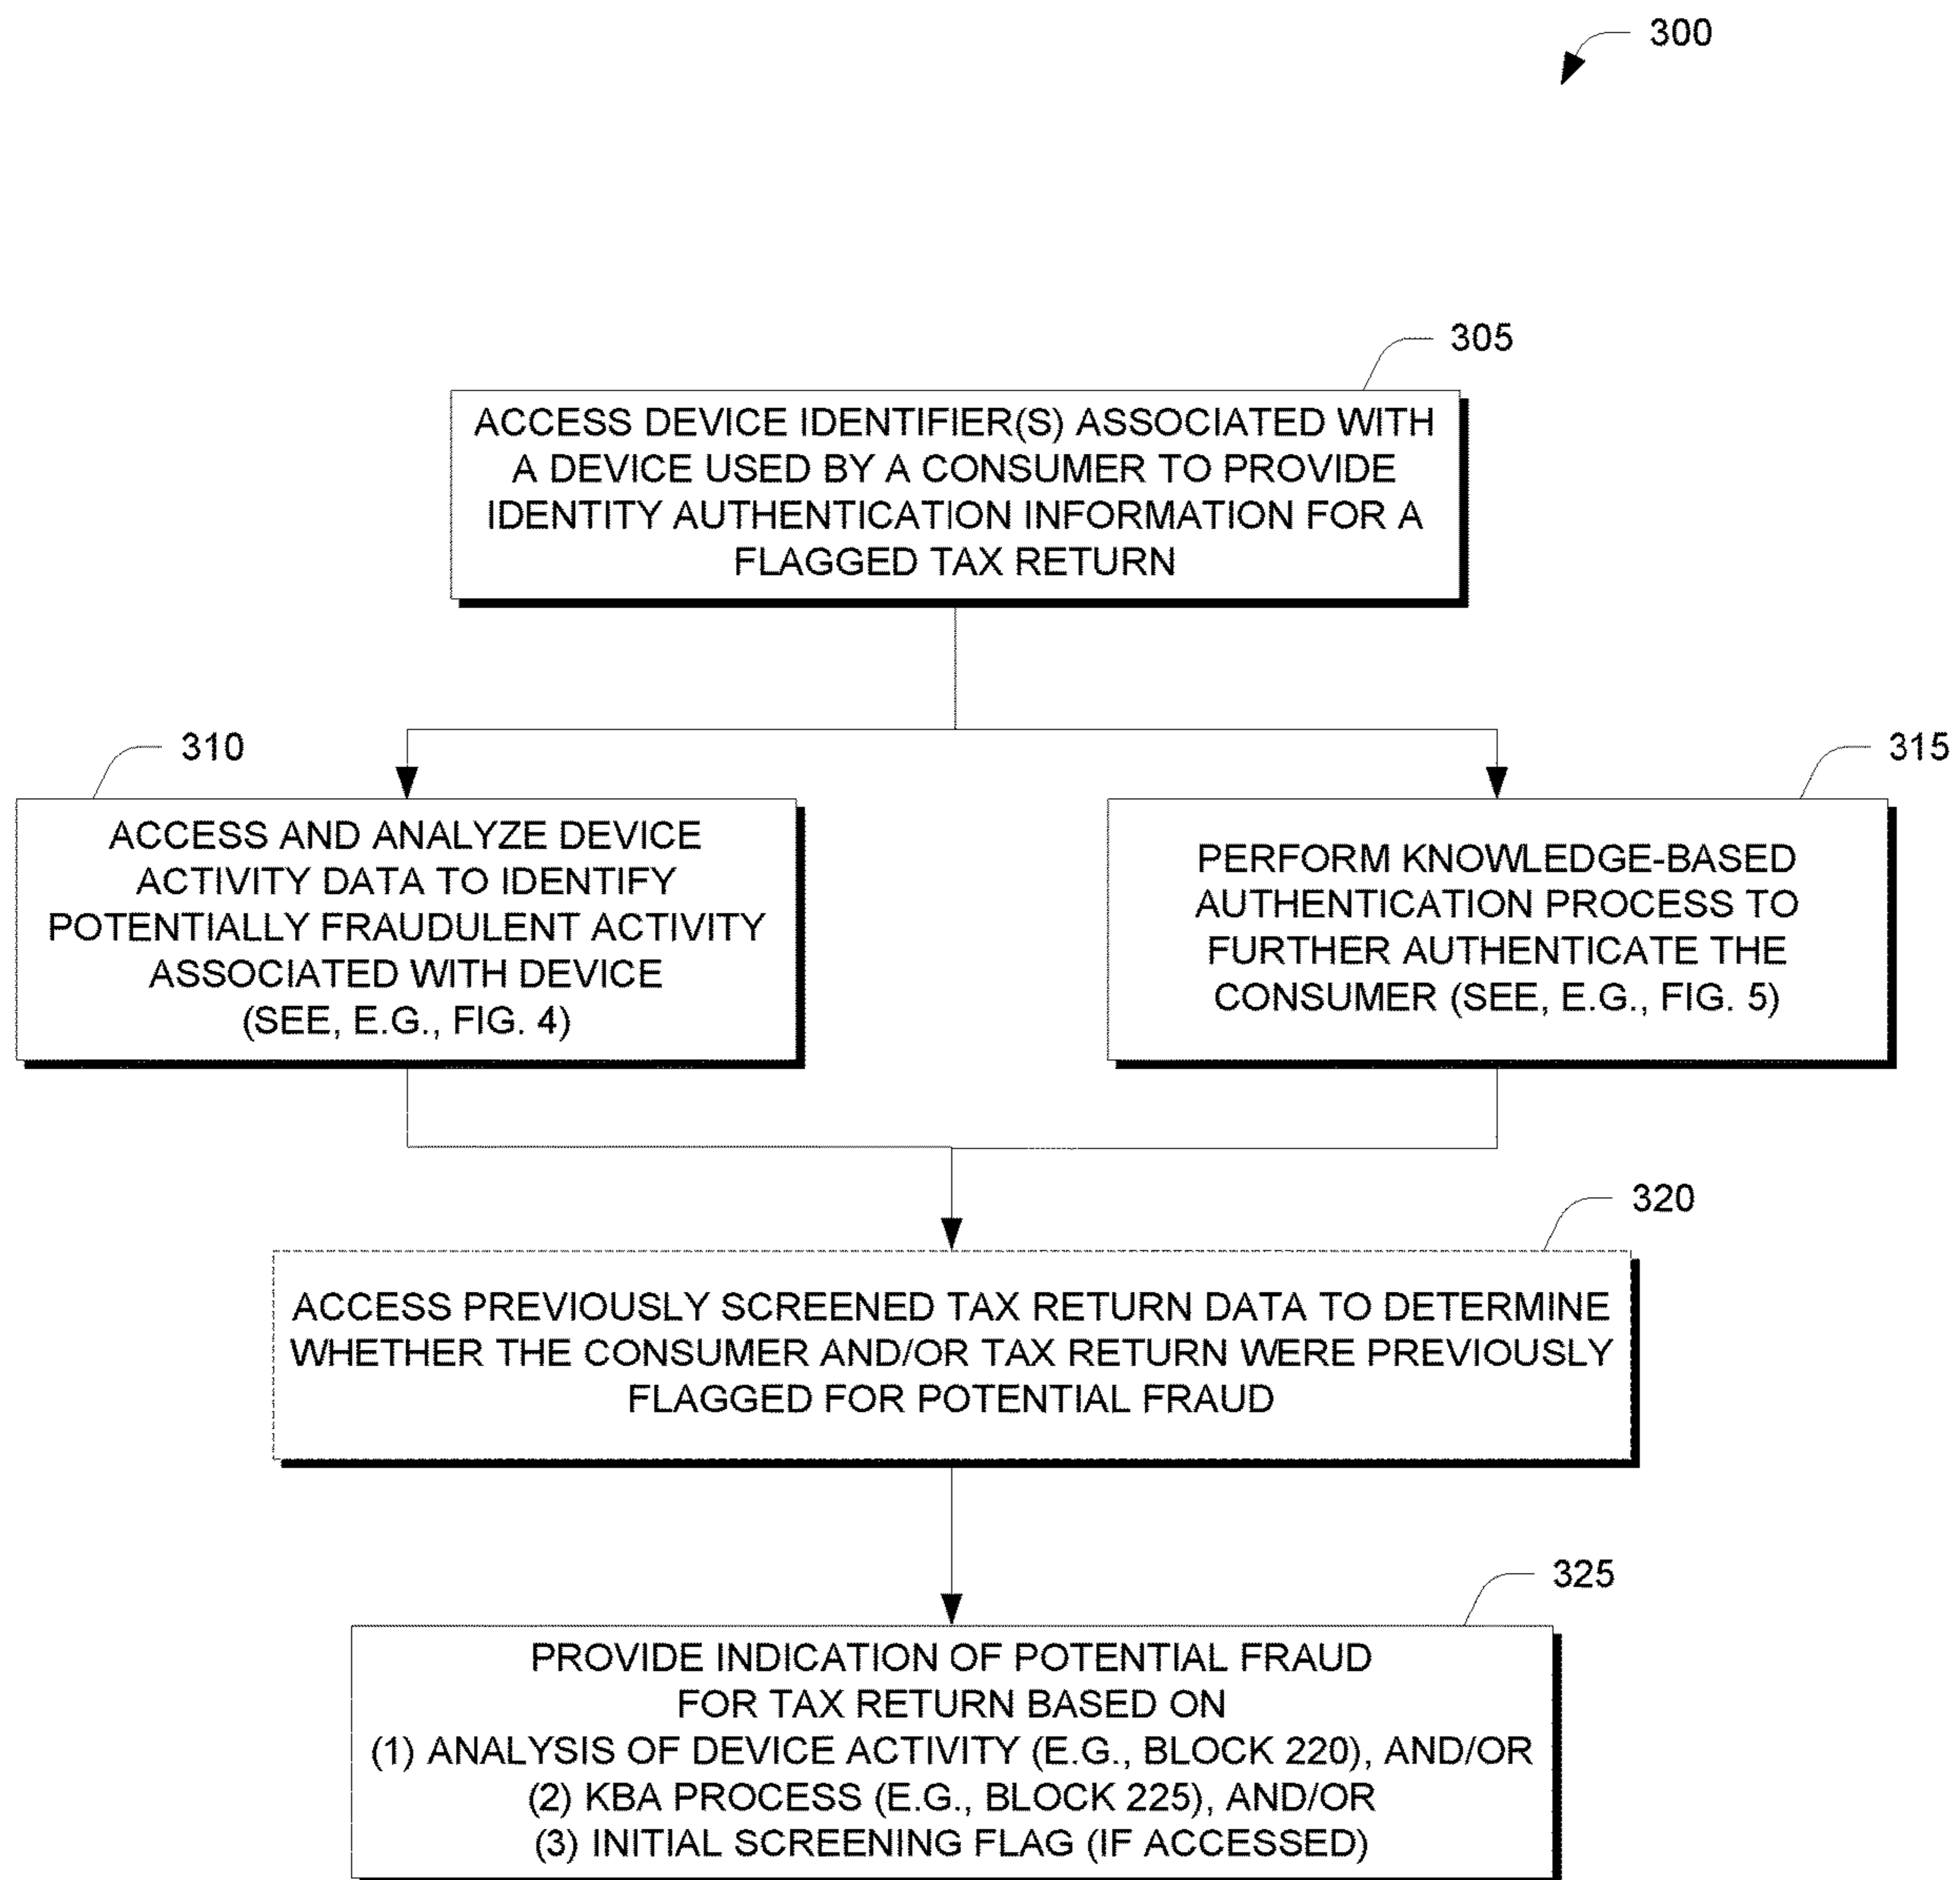 300
305
ACCESS DEVICE IDENTIFIER(S) ASSOCIATED WITH
A DEVICE USED BY A CONSUMER TO PROVIDE
IDENTITY AUTHENTICATION INFORMATION FOR A
FLAGGED TAX RETURN
310
ACCESS AND ANALYZE DEVICE
ACTIVITY DATA TO IDENTIFY
POTENTIALLY FRAUDULENT ACTIVITY
ASSOCIATED WITH DEVICE
(SEE, E.G., FIG. 4)
315
PERFORM KNOWLEDGE-BASED
AUTHENTICATION PROCESS TO
FURTHER AUTHENTICATE THE
CONSUMER (SEE, E.G., FIG. 5)
320
ACCESS PREVIOUSLY SCREENED TAX RETURN DATA TO DETERMINE
WHETHER THE CONSUMER AND/OR TAX RETURN WERE PREVIOUSLY
FLAGGED FOR POTENTIAL FRAUD
325
PROVIDE INDICATION OF POTENTIAL FRAUD
FOR TAX RETURN BASED ON
(1) ANALYSIS OF DEVICE ACTIVITY (E.G., BLOCK 220), AND/OR
(2) KBA PROCESS (E.G., BLOCK 225), AND/OR
(3) INITIAL SCREENING FLAG (IF ACCESSED)